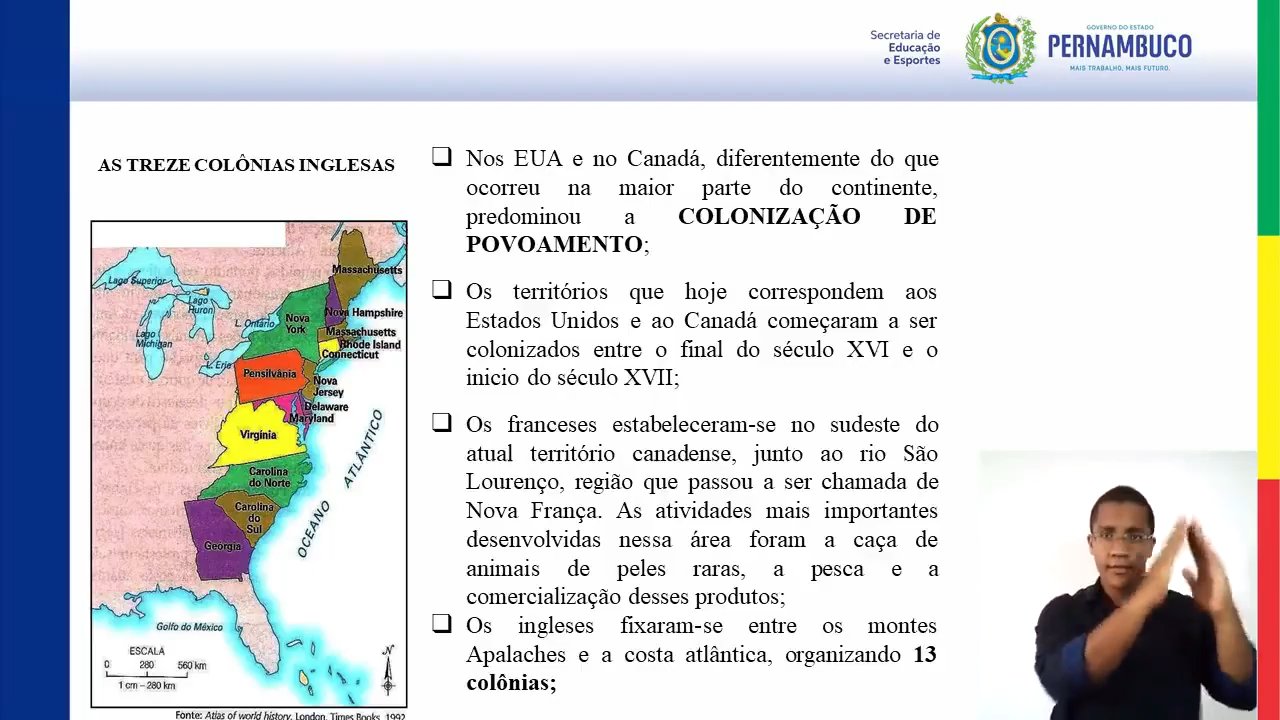 Secretaria de
Educação
e Esportes
GOVERNO DO ESTADO
PERNAMBUCO
MAIS TRABALHO, MAIS FUTURO.
AS TREZE COLÔNIAS INGLESAS
Lago Superior
Lago
Huron
Lago
Michigan
L. Ontário
L. Erie
Massachusetts
Nova Hampshire
Nova
York
Massachusetts
Rhode Island
Connecticut
Pensilvânia
Nova
Jersey
Delaware
Maryland
Virgínia
Carolina
do Norte
Carolina
do
Sul
Geórgia
OCEANO ATLÂNTICO
Golfo do México
ESCALA
0 280 560 km
1 cm – 280 km
N
Fonte: Atlas of world history. London, Times Books, 1992
❑ Nos EUA e no Canadá, diferentemente do que
ocorreu na maior parte do continente,
predominou a COLONIZAÇÃO DE
POVOAMENTO;
❑ Os territórios que hoje correspondem aos
Estados Unidos e ao Canadá começaram a ser
colonizados entre o final do século XVI e o
inicio do século XVII;
❑ Os franceses estabeleceram-se no sudeste do
atual território canadense, junto ao rio São
Lourenço, região que passou a ser chamada de
Nova França. As atividades mais importantes
desenvolvidas nessa área foram a caça de
animais de peles raras, a pesca e a
comercialização desses produtos;
❑ Os ingleses fixaram-se entre os montes
Apalaches e a costa atlântica, organizando 13
colônias;